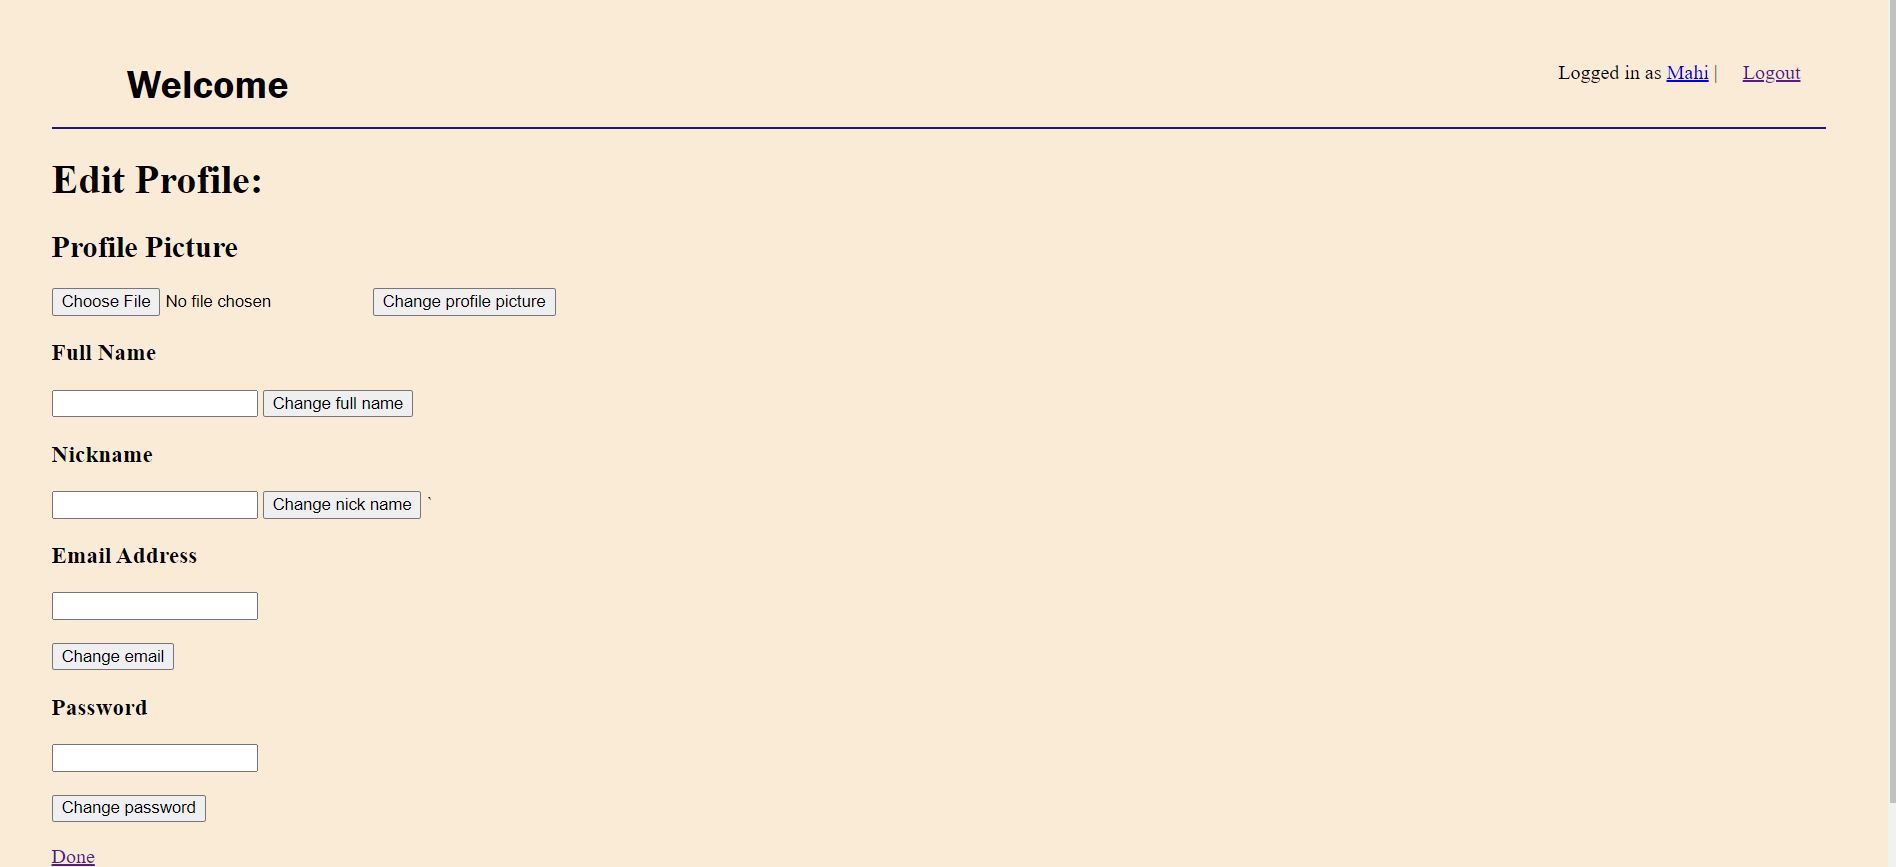 Welcome
Logged in as Mahi | Logout
Edit Profile:
Profile Picture
Choose File No file chosen Change profile picture
Full Name
Change full name
Nickname
Change nick name `
Email Address
Change email
Password
Change password
Done